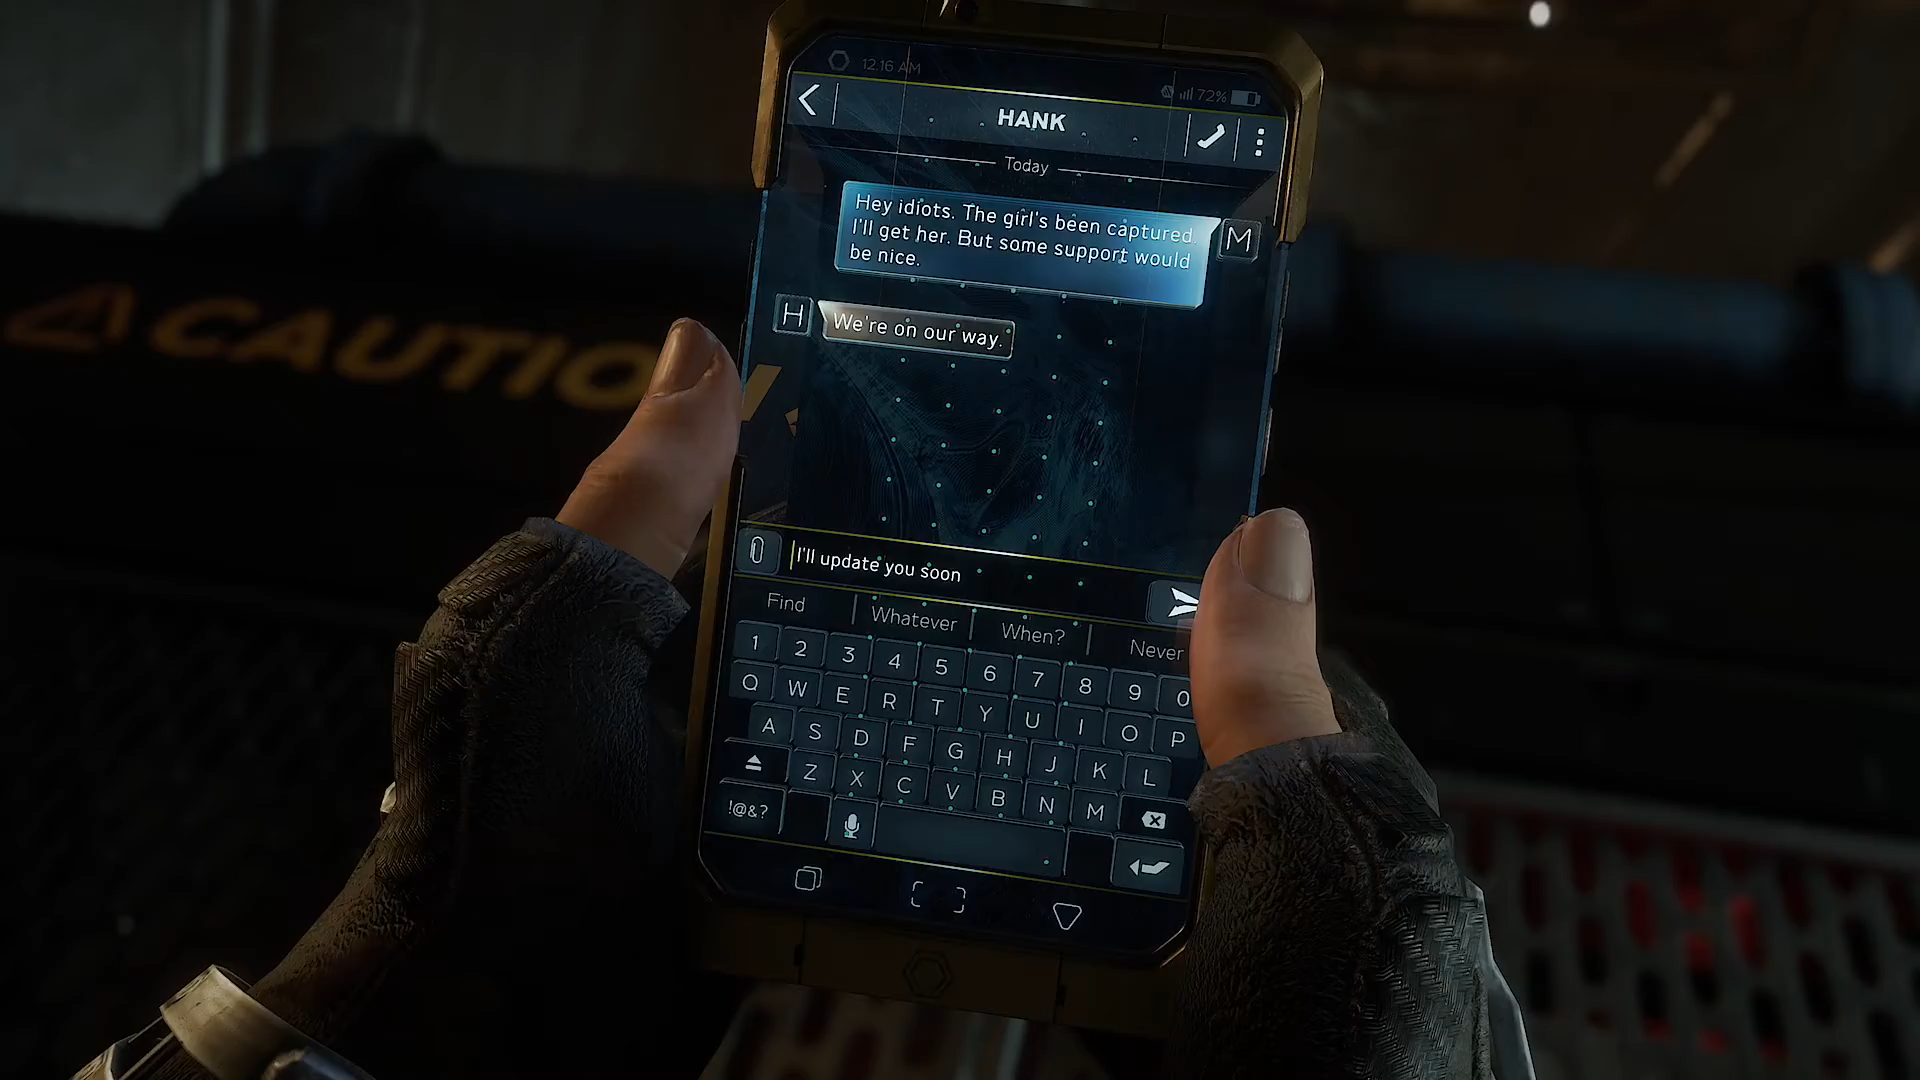 12.16 AM
72%
HANK
Today
Hey idiots. The girl's been captured.
I'll get her. But some support would
be nice.
M
H
We're on our way.
CAUTIO
I'll update you soon
Find Whatever When? Never
1 2 3 4 5 6 7 8 9 0
Q W E R T Y U I O P
A S D F G H J K L
Z X C V B N M
!@&?